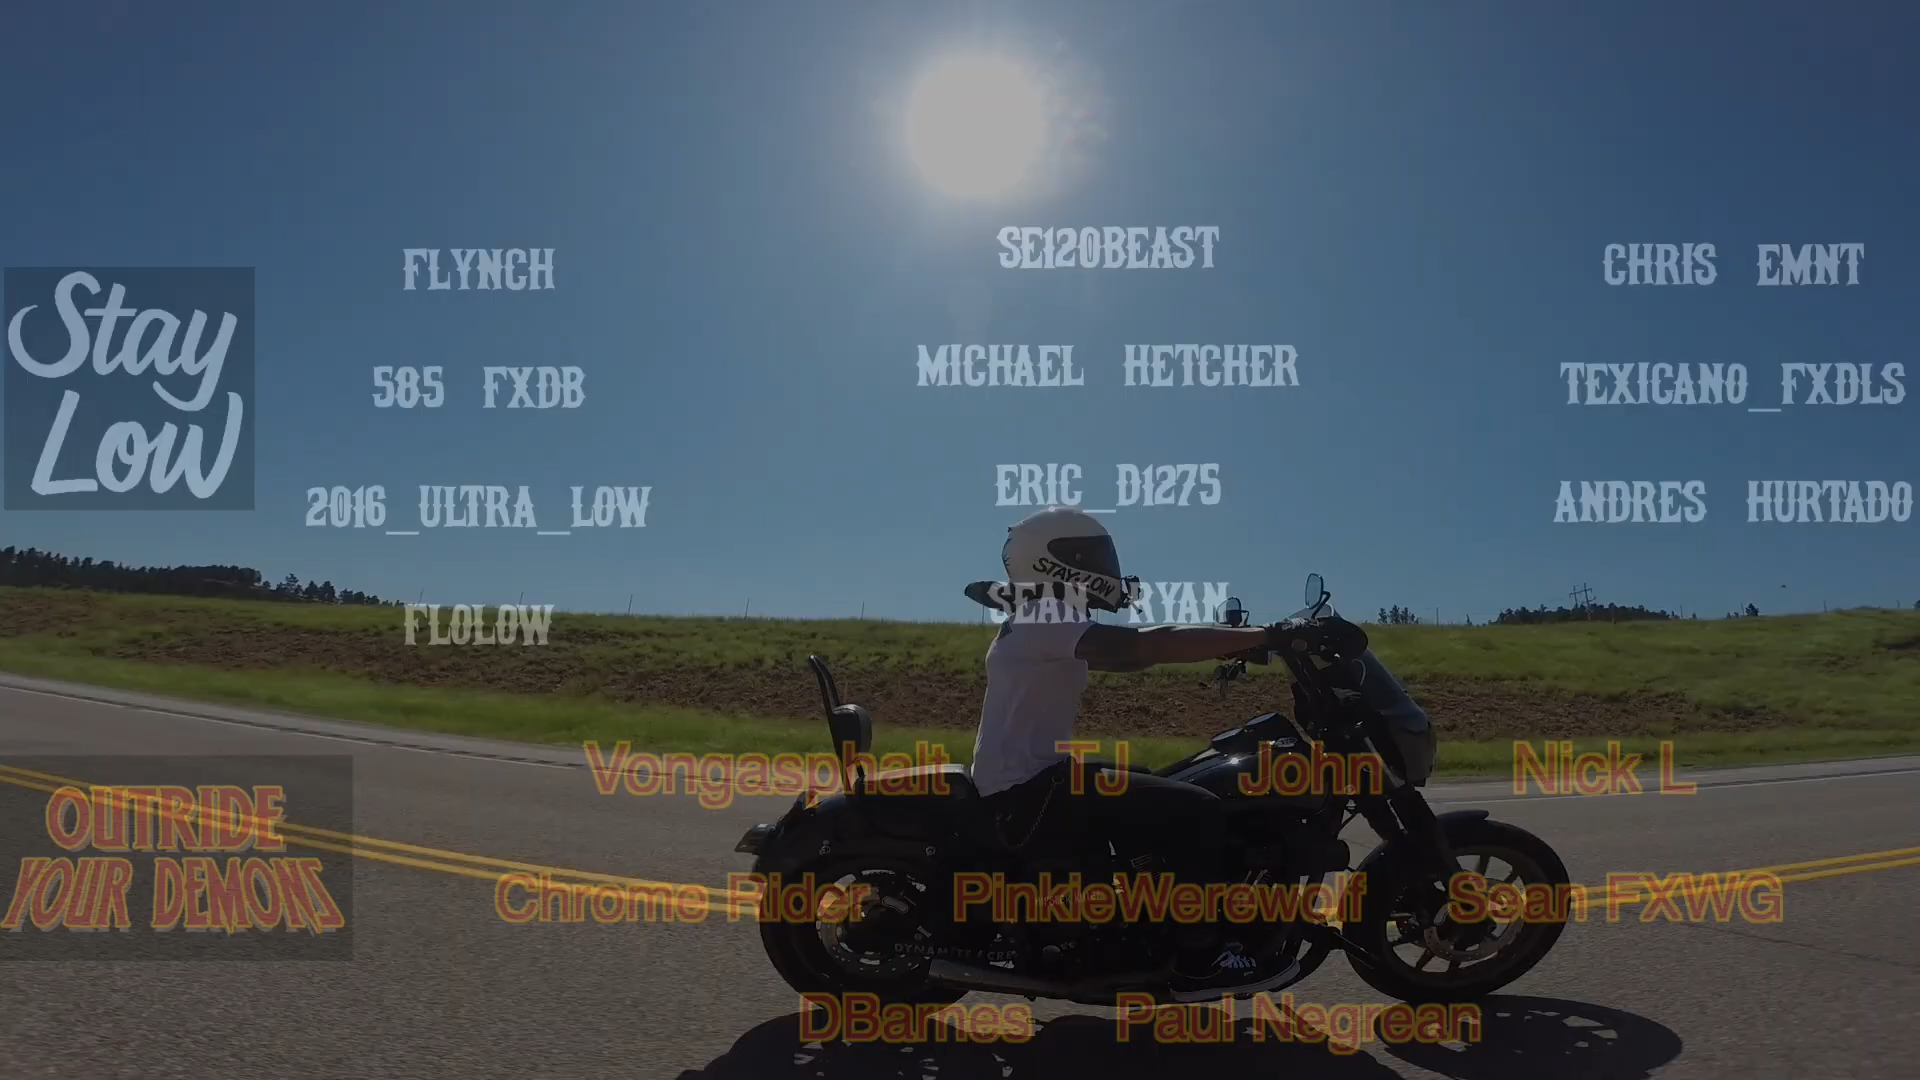 Stay
Low
FLYNCH
585 FXDB
2016_ULTRA_LOW
FLOLOW
SE120BEAST
MICHAEL HETCHER
ERIC_D1275
SEAN RYAN
CHRIS EMNT
TEXICANO_FXDLS
ANDRES HURTADO
STAY LOW
OUTRIDE
YOUR DEMONS
Vongasphalt TJ John Nick L
Chrome Rider PinkieWerewolf Sean FXWG
DBarnes Paul Negrean